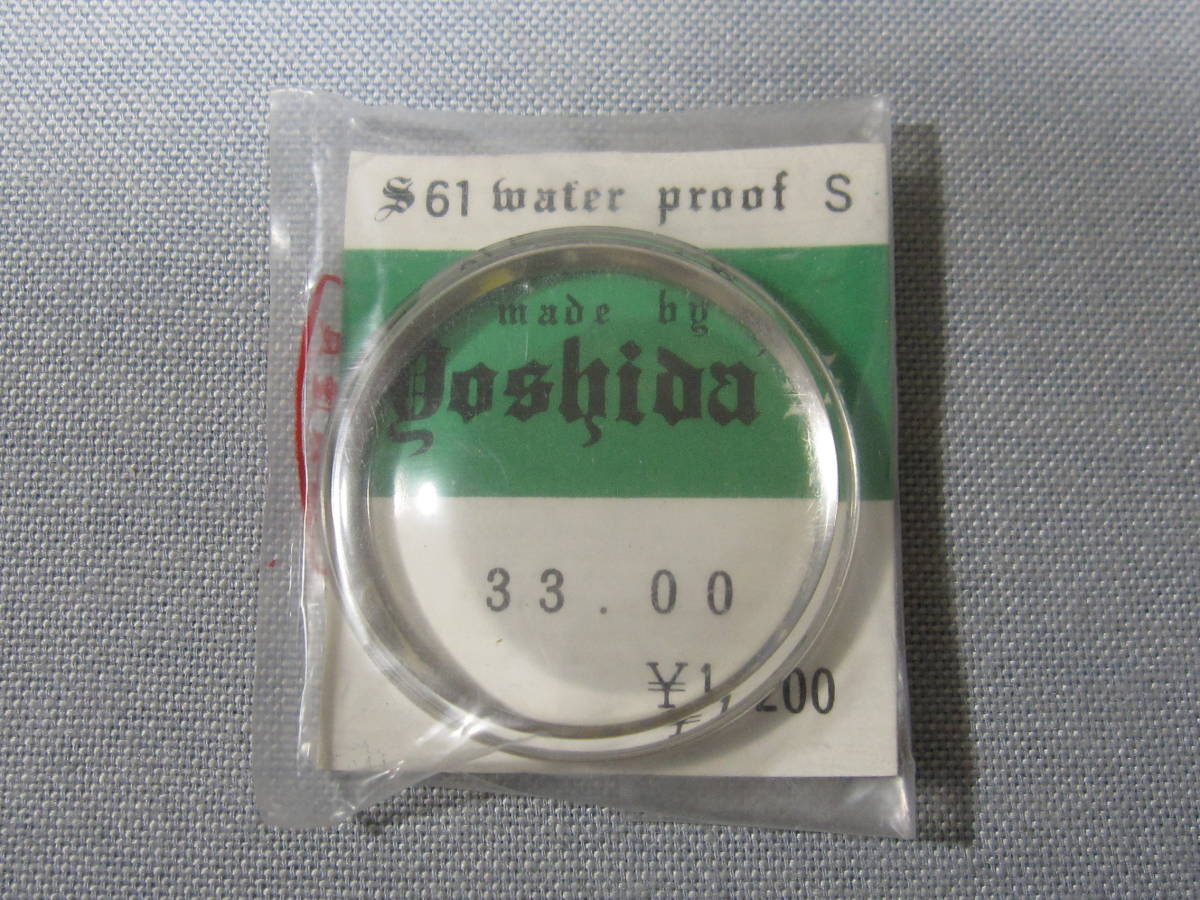 S61 water proof S
made by
Yoshida
33.00
¥1,200